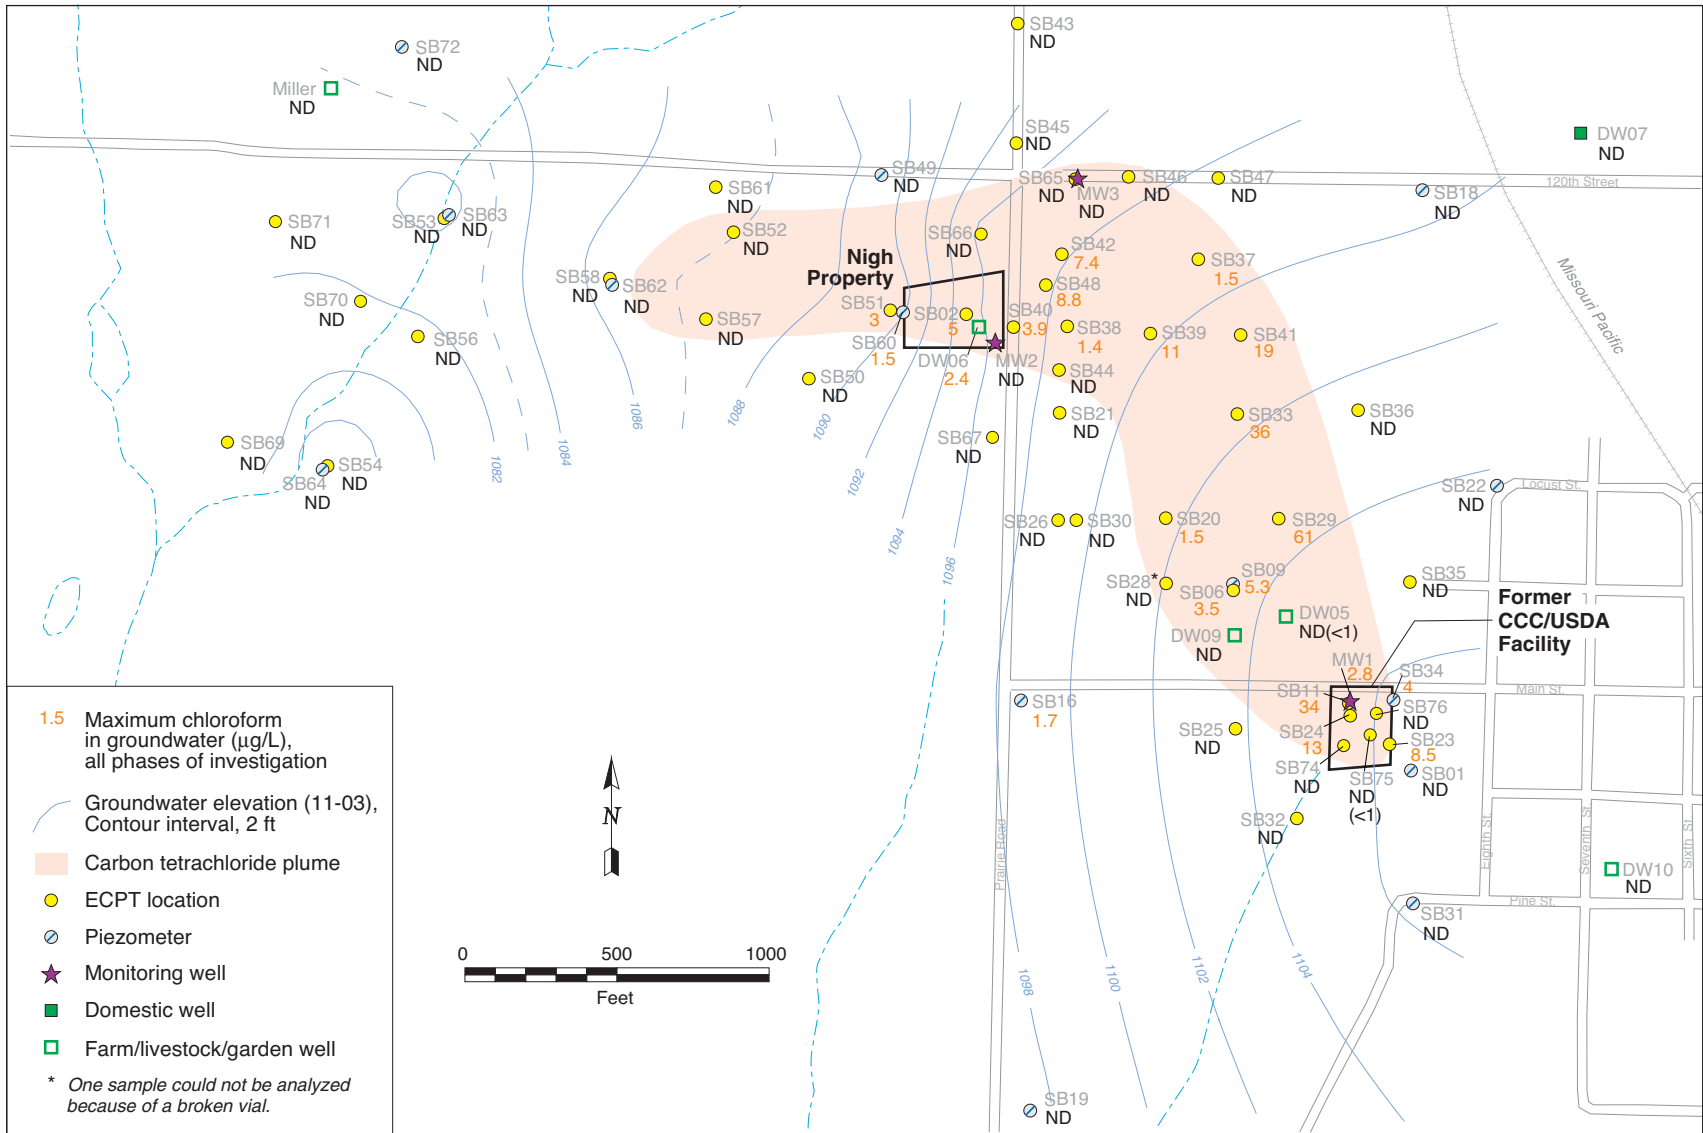 SB43
ND
SB72
ND
Miller
ND
SB45
ND
DW07
ND
SB49
ND
SB65
ND
MW3
ND
SB46
ND
SB47
ND
120th Street
SB18
ND
SB61
ND
SB71
ND
SB53
ND
SB63
ND
SB52
ND
SB66
ND
SB42
7.4
SB37
1.5
Nigh
Property
SB58
ND
SB62
ND
SB48
8.8
Missouri Pacific
SB70
ND
SB51
3
SB02
5
SB40
3.9
SB57
ND
SB38
1.4
SB39
11
SB41
19
SB56
ND
SB60
1.5
DW06
2.4
MW2
ND
SB50
ND
SB44
ND
SB21
ND
SB33
36
SB36
ND
1086
1088
1090
SB69
ND
SB67
ND
1084
1082
SB54
ND
SB64
ND
1092
SB22
ND
Locust St.
1094
SB26
ND
SB30
ND
SB20
1.5
SB29
61
1096
SB28*
ND
SB09
5.3
SB06
3.5
SB35
ND
Former
CCC/USDA
Facility
DW05
ND(<1)
DW09
ND
MW1
2.8
SB34
4
Main St.
SB11
34
SB76
ND
SB16
1.7
SB25
ND
SB24
13
SB23
8.5
SB74
ND
SB75
ND
(<1)
SB01
ND
SB32
ND
Prairie Road
Eighth St.
Seventh St.
Sixth St.
DW10
ND
Pine St.
SB31
ND
1098
1100
1102
1104
SB19
ND
1.5 Maximum chloroform
in groundwater (µg/L),
all phases of investigation
Groundwater elevation (11-03),
Contour interval, 2 ft
Carbon tetrachloride plume
ECPT location
Piezometer
Monitoring well
Domestic well
Farm/livestock/garden well
* One sample could not be analyzed
because of a broken vial.
N
0 500 1000
Feet